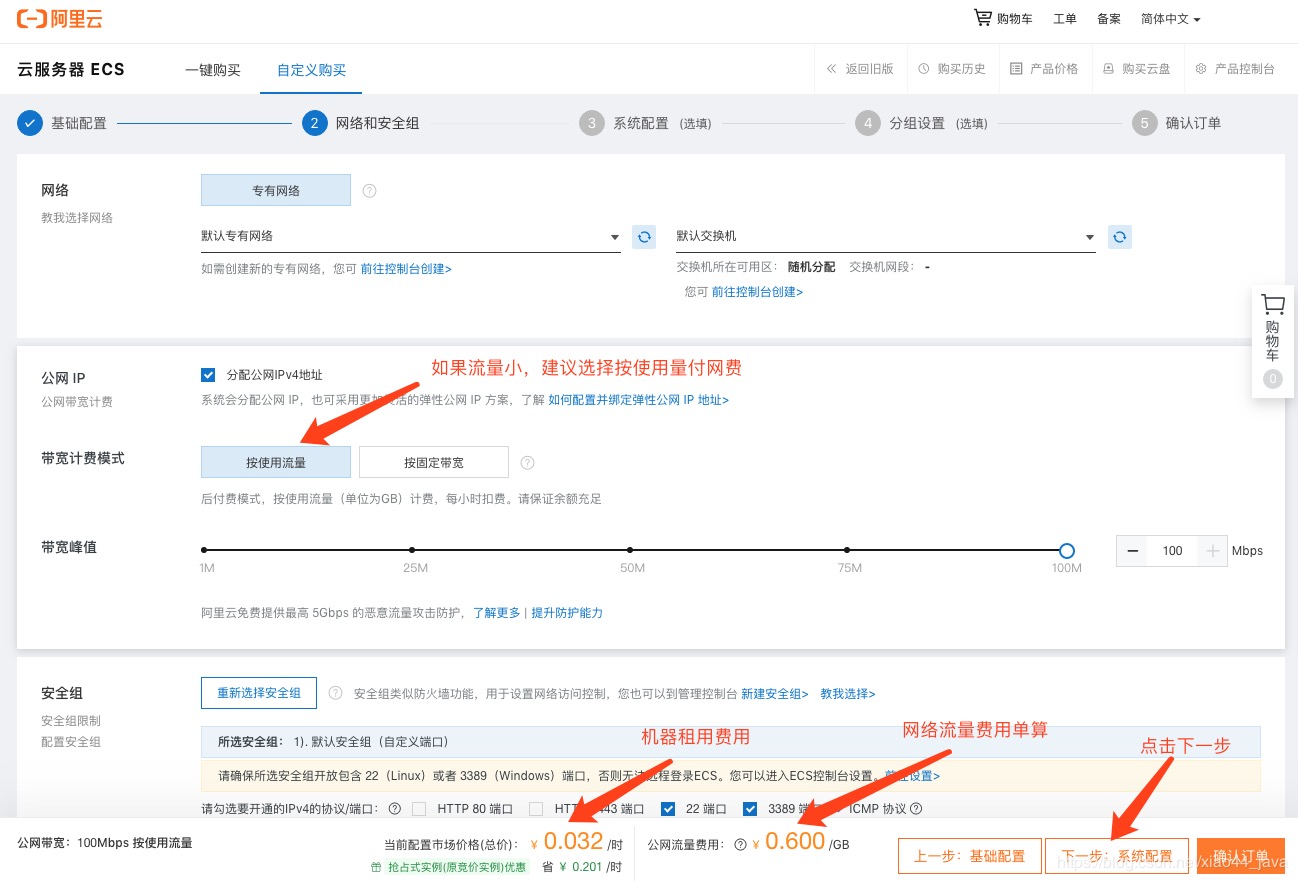 阿里云
购物车 工单 备案 简体中文
云服务器 ECS 一键购买 自定义购买 返回旧版 购买历史 产品价格 购买云盘 产品控制台
基础配置 2 网络和安全组 3 系统配置 (选填) 4 分组设置 (选填) 5 确认订单
网络 专有网络 ?
教我选择网络
默认专有网络 默认交换机
如需创建新的专有网络，您可 前往控制台创建> 交换机所在可用区： 随机分配 交换机网段： -
您可 前往控制台创建>
购物车 0
如果流量小，建议选择按使用量付网费
公网 IP 分配公网IPv4地址
公网带宽计费 系统会分配公网 IP，也可采用更加灵活的弹性公网 IP 方案，了解 如何配置并绑定弹性公网 IP 地址>
带宽计费模式 按使用流量 按固定带宽 ?
后付费模式，按使用流量（单位为GB）计费，每小时扣费。请保证余额充足
带宽峰值 − 100 + Mbps
1M 25M 50M 75M 100M
阿里云免费提供最高 5Gbps 的恶意流量攻击防护，了解更多 | 提升防护能力
安全组 重新选择安全组 ? 安全组类似防火墙功能，用于设置网络访问控制，您也可以到管理控制台 新建安全组> 教我选择>
安全组限制
配置安全组
机器租用费用 网络流量费用单算 点击下一步
所选安全组： 1). 默认安全组（自定义端口）
请确保所选安全组开放包含 22（Linux）或者 3389（Windows）端口，否则无法远程登录ECS。您可以进入ECS控制台设置。前往设置>
请勾选要开通的IPv4的协议/端口： ? HTTP 80 端口 HTTPS 443 端口 22 端口 3389 端口 ICMP 协议 ?
公网带宽： 100Mbps 按使用流量 当前配置市场价格(总价)： ¥ 0.032 /时 公网流量费用： ? ¥ 0.600 /GB
抢占式实例(原竞价实例)优惠 省 ¥ 0.201 /时
上一步：基础配置 下一步：系统配置 确认订单
https://blog.csdn.net/xiao44_java